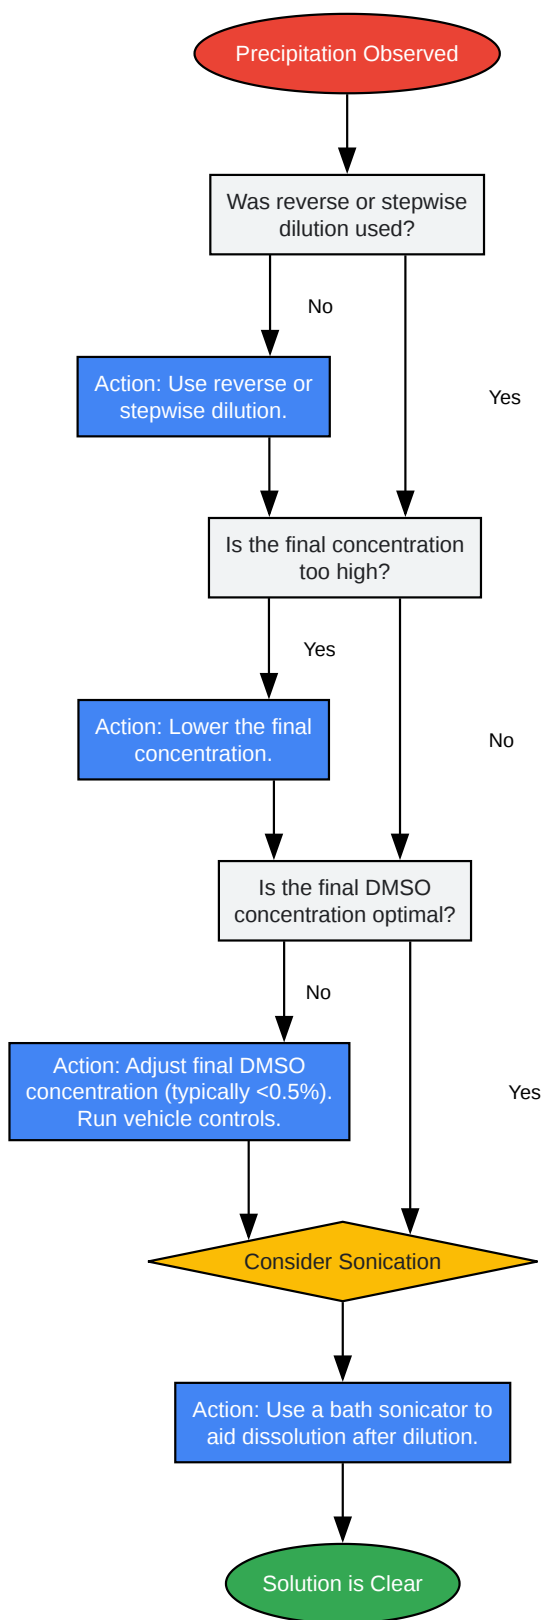 Precipitation Observed
Was reverse or stepwise
dilution used?
No
Action: Use reverse or
stepwise dilution.
Yes
Is the final concentration
too high?
Yes
Action: Lower the final
concentration.
No
Is the final DMSO
concentration optimal?
No
Action: Adjust final DMSO
concentration (typically <0.5%).
Run vehicle controls.
Yes
Consider Sonication
Action: Use a bath sonicator to
aid dissolution after dilution.
Solution is Clear